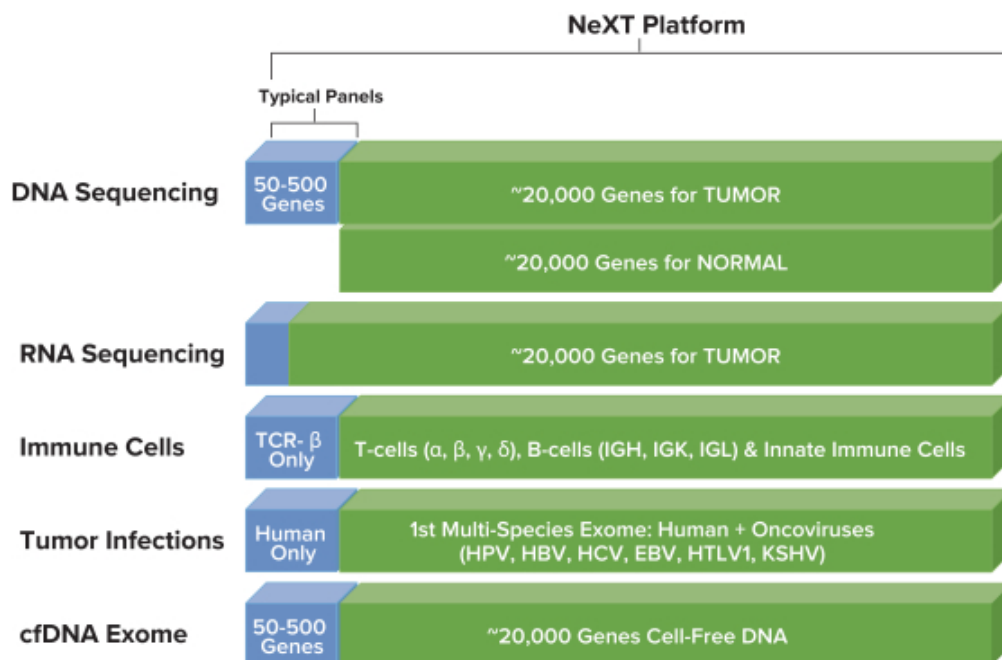 NeXT Platform
Typical Panels
DNA Sequencing
50-500
Genes
~20,000 Genes for TUMOR
~20,000 Genes for NORMAL
RNA Sequencing
~20,000 Genes for TUMOR
Immune Cells
TCR- β
Only
T-cells (α, β, γ, δ), B-cells (IGH, IGK, IGL) & Innate Immune Cells
Tumor Infections
Human
Only
1st Multi-Species Exome: Human + Oncoviruses
(HPV, HBV, HCV, EBV, HTLV1, KSHV)
cfDNA Exome
50-500
Genes
~20,000 Genes Cell-Free DNA